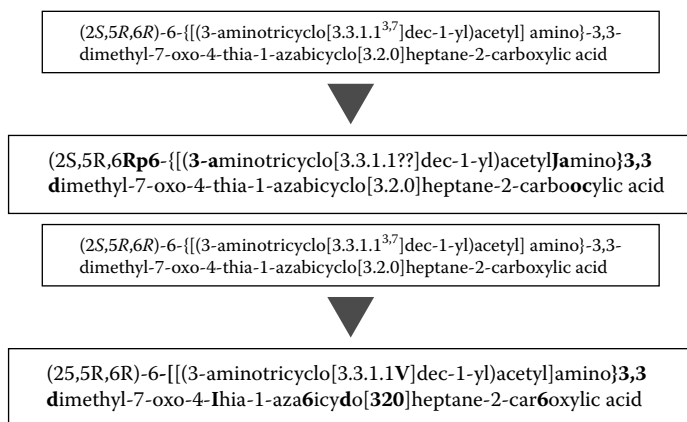 (2S,5R,6R)-6-{[(3-aminotricyclo[3.3.1.1³,⁷]dec-1-yl)acetyl] amino}-3,3-
dimethyl-7-oxo-4-thia-1-azabicyclo[3.2.0]heptane-2-carboxylic acid
(2S,5R,6Rp6-{[(3-aminotricyclo[3.3.1.1??]dec-1-yl)acetylJamino}3,3
dimethyl-7-oxo-4-thia-1-azabicyclo[3.2.0]heptane-2-carboocylic acid
(2S,5R,6R)-6-{[(3-aminotricyclo[3.3.1.1³,⁷]dec-1-yl)acetyl] amino}-3,3-
dimethyl-7-oxo-4-thia-1-azabicyclo[3.2.0]heptane-2-carboxylic acid
(25,5R,6R)-6-[[(3-aminotricyclo[3.3.1.1V]dec-1-yl)acetyl]amino}3,3
dimethyl-7-oxo-4-Ihia-1-aza6icydo[320]heptane-2-car6oxylic acid